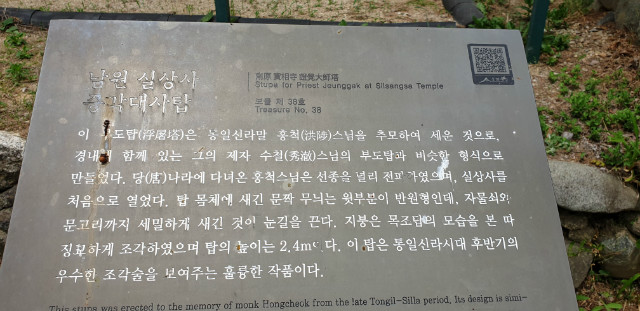 남원 실상사
증각대사탑
南原 實相寺 證覺大師塔
Stupa for Priest Jeunggak at Silsangsa Temple
보물 제 38호
Treasure No. 38
이 부도탑(浮屠塔)은 통일신라말 홍척(洪陟)스님을 추모하여 세운 것으로,
경내에 함께 있는 그의 제자 수철(秀澈)스님의 부도탑과 비슷한 형식으로
만들었다. 당(唐)나라에 다녀온 홍척스님은 선종을 널리 전파 하였으며, 실상사를
처음으로 열었다. 탑 몸체에 새긴 문짝 무늬는 윗부분이 반원형인데, 자물쇠와
문고리까지 세밀하게 새긴 것이 눈길을 끈다. 지붕은 목조탑의 모습을 본 따
징교하게 조각하였으며 탑의 높이는 2.4m 다. 이 탑은 통일신라시대 후반기의
우수한 조각술을 보여주는 훌륭한 작품이다.
This stupa was erected to the memory of monk Hongcheok from the late Tongil-Silla period. Its design is simi-